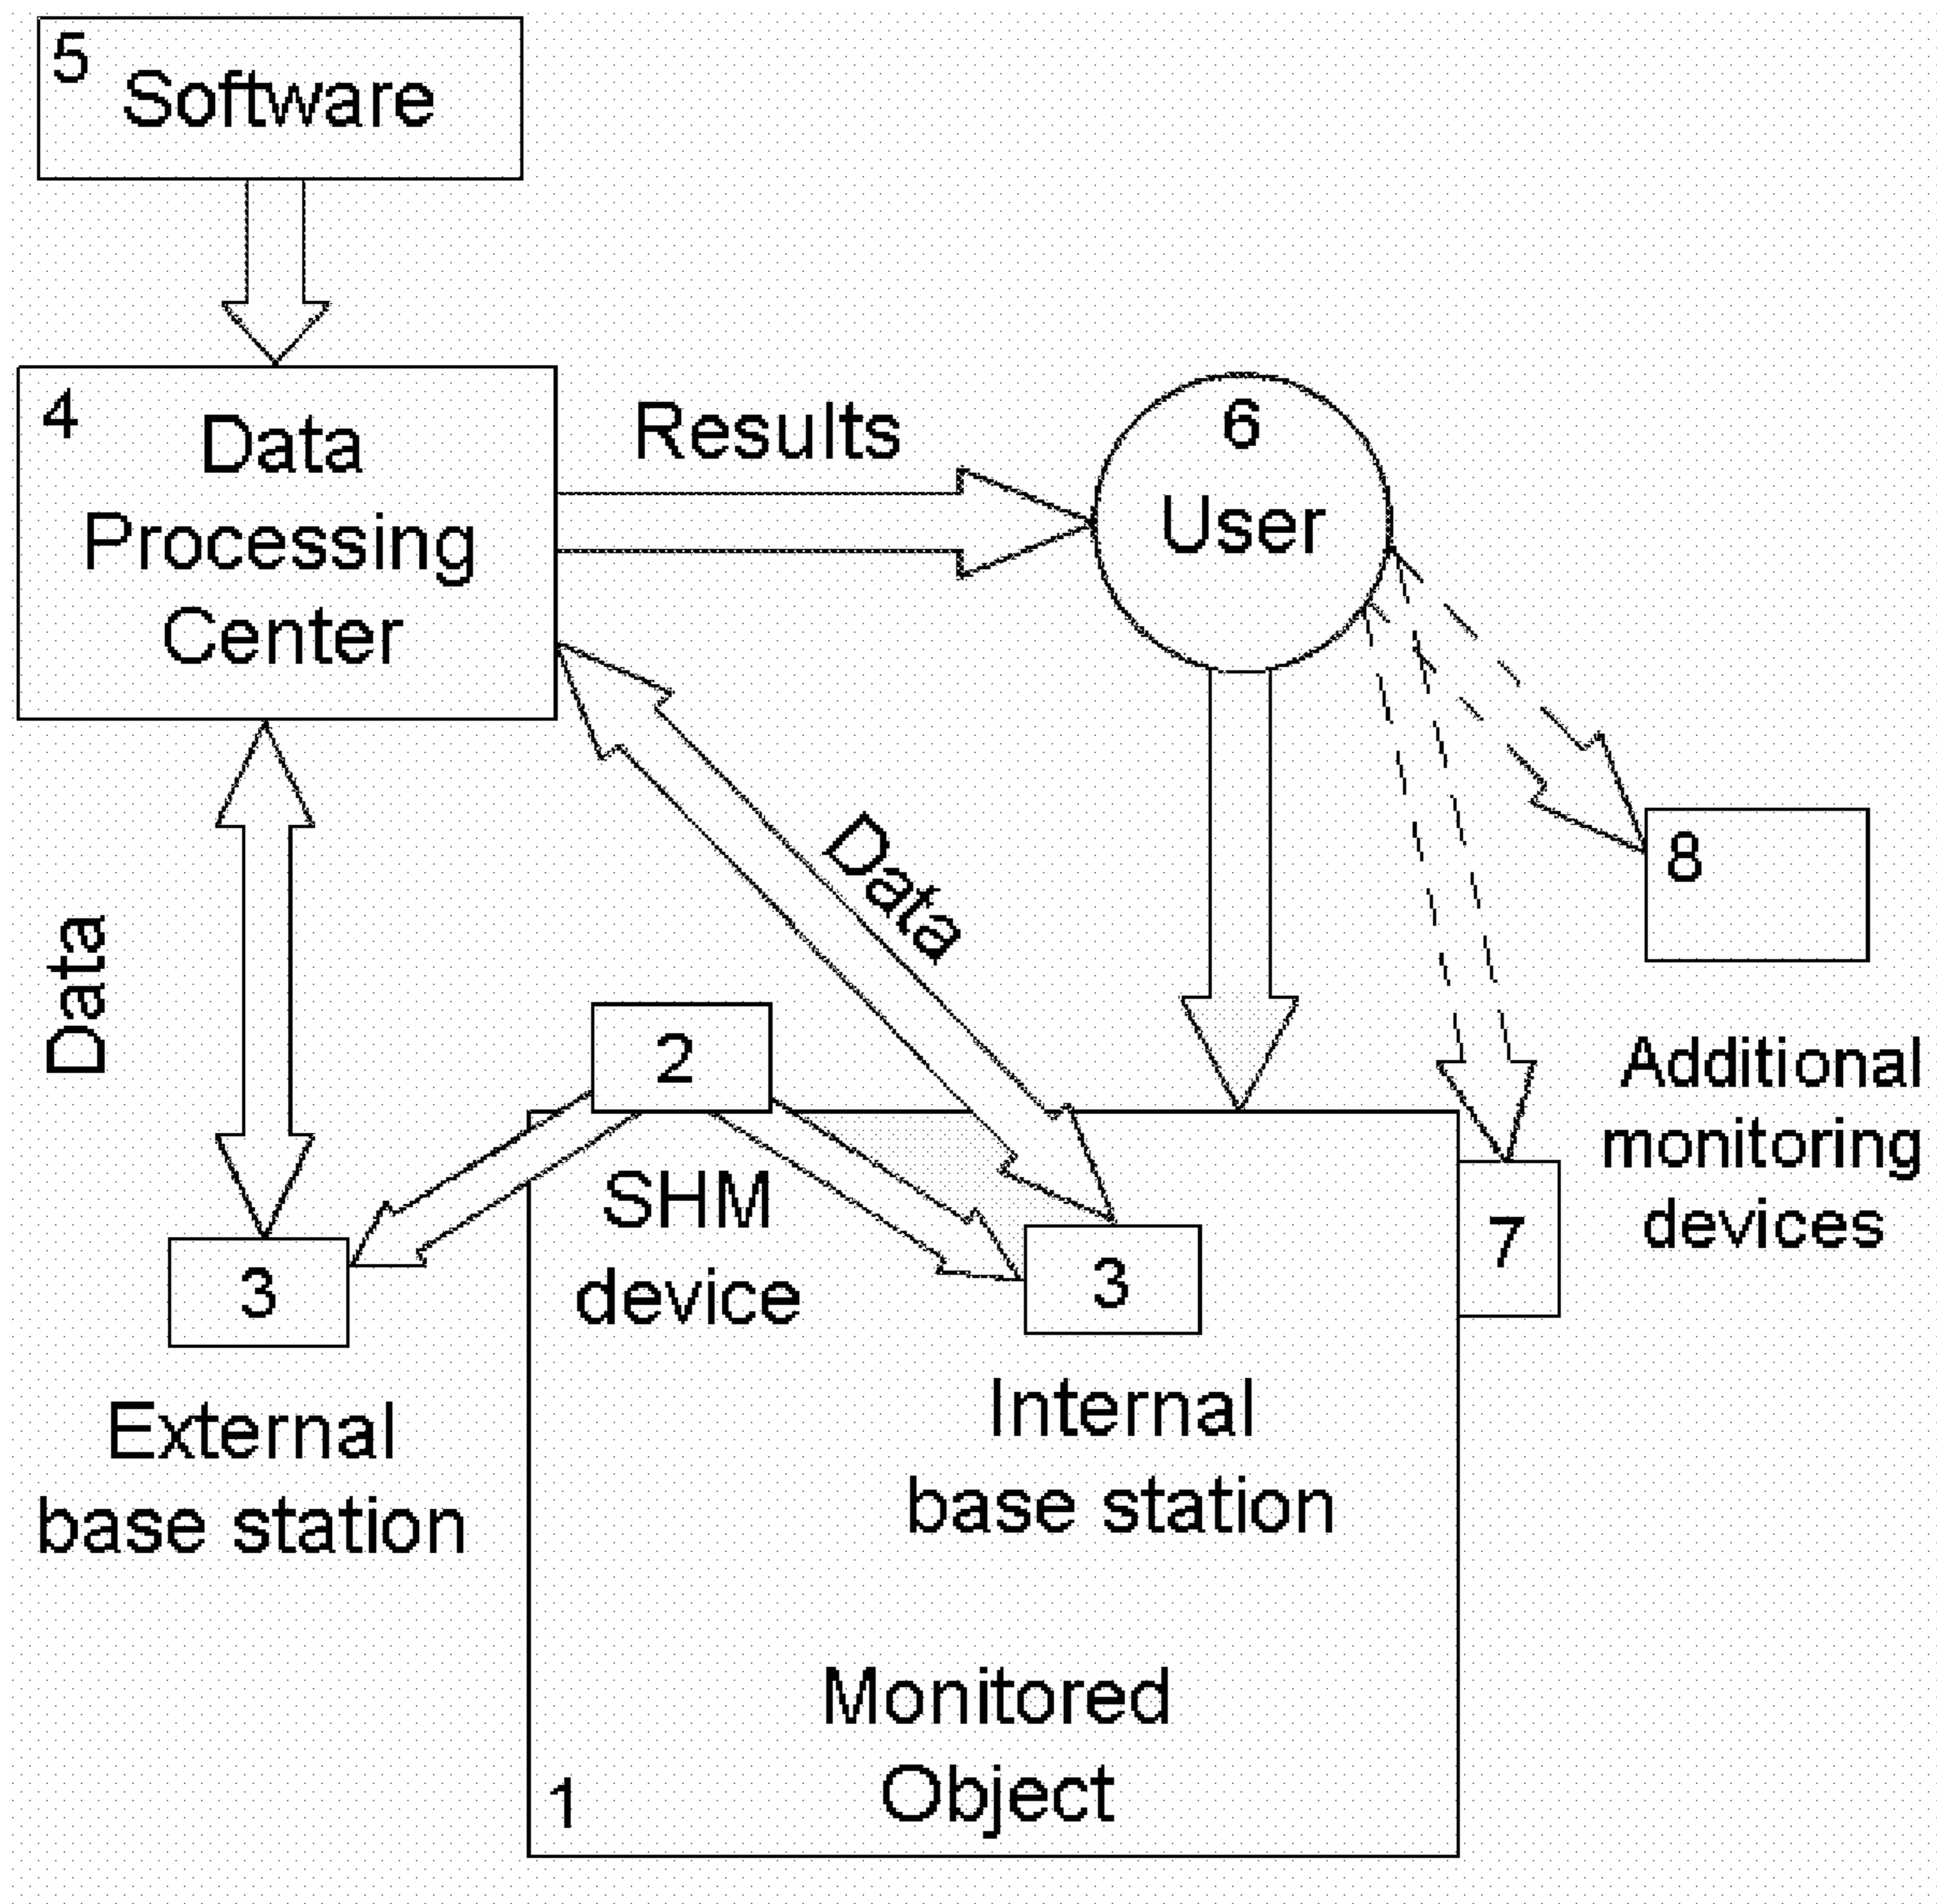 5
Software
4
Data
Processing
Center
Results
6
User
Data
Data
8
2
Additional
monitoring
devices
SHM
device
3
3
7
External
base station
Internal
base station
Monitored
Object
1